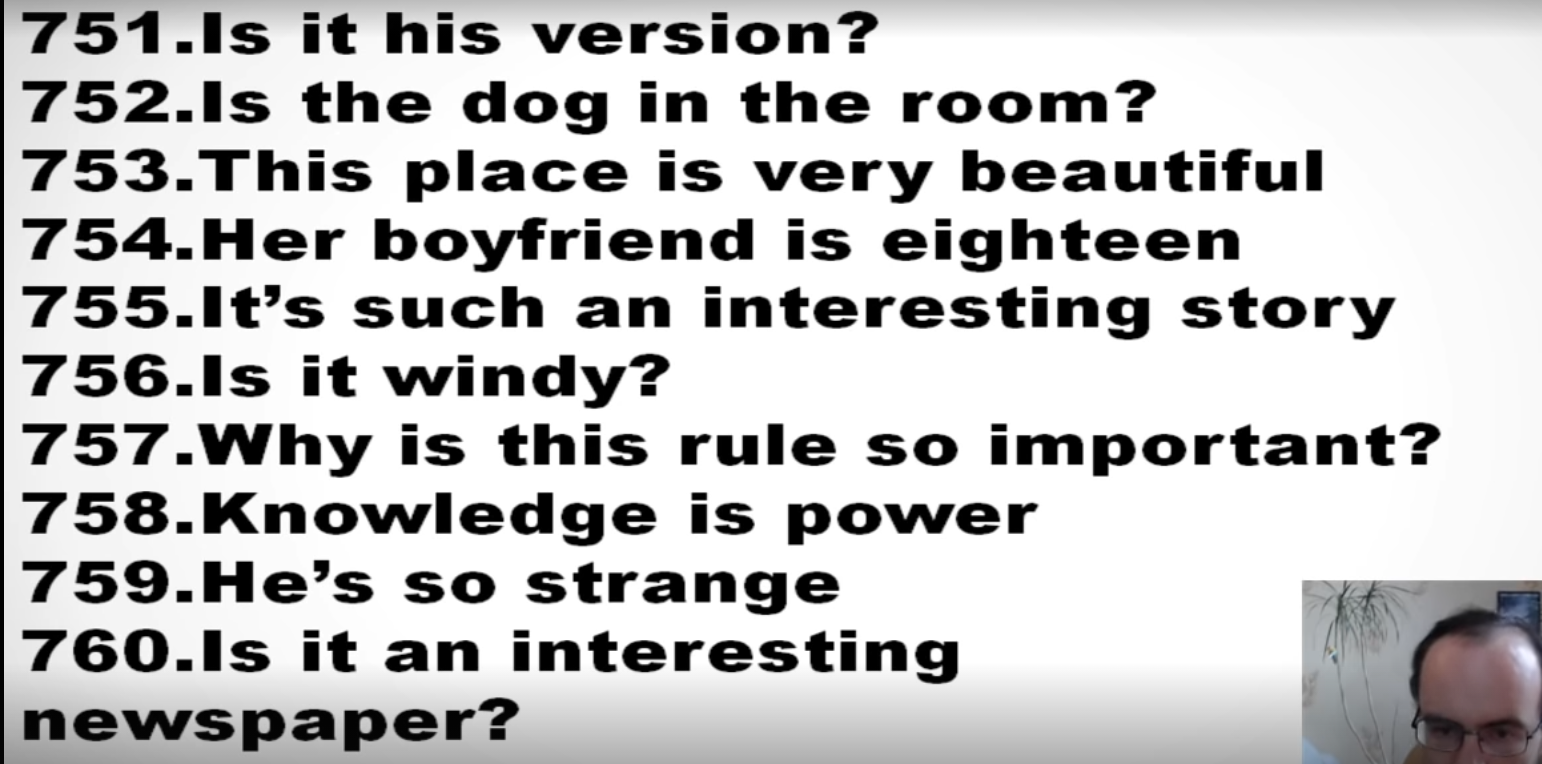 751.Is it his version?
752.Is the dog in the room?
753.This place is very beautiful
754.Her boyfriend is eighteen
755.It’s such an interesting story
756.Is it windy?
757.Why is this rule so important?
758.Knowledge is power
759.He’s so strange
760.Is it an interesting
newspaper?